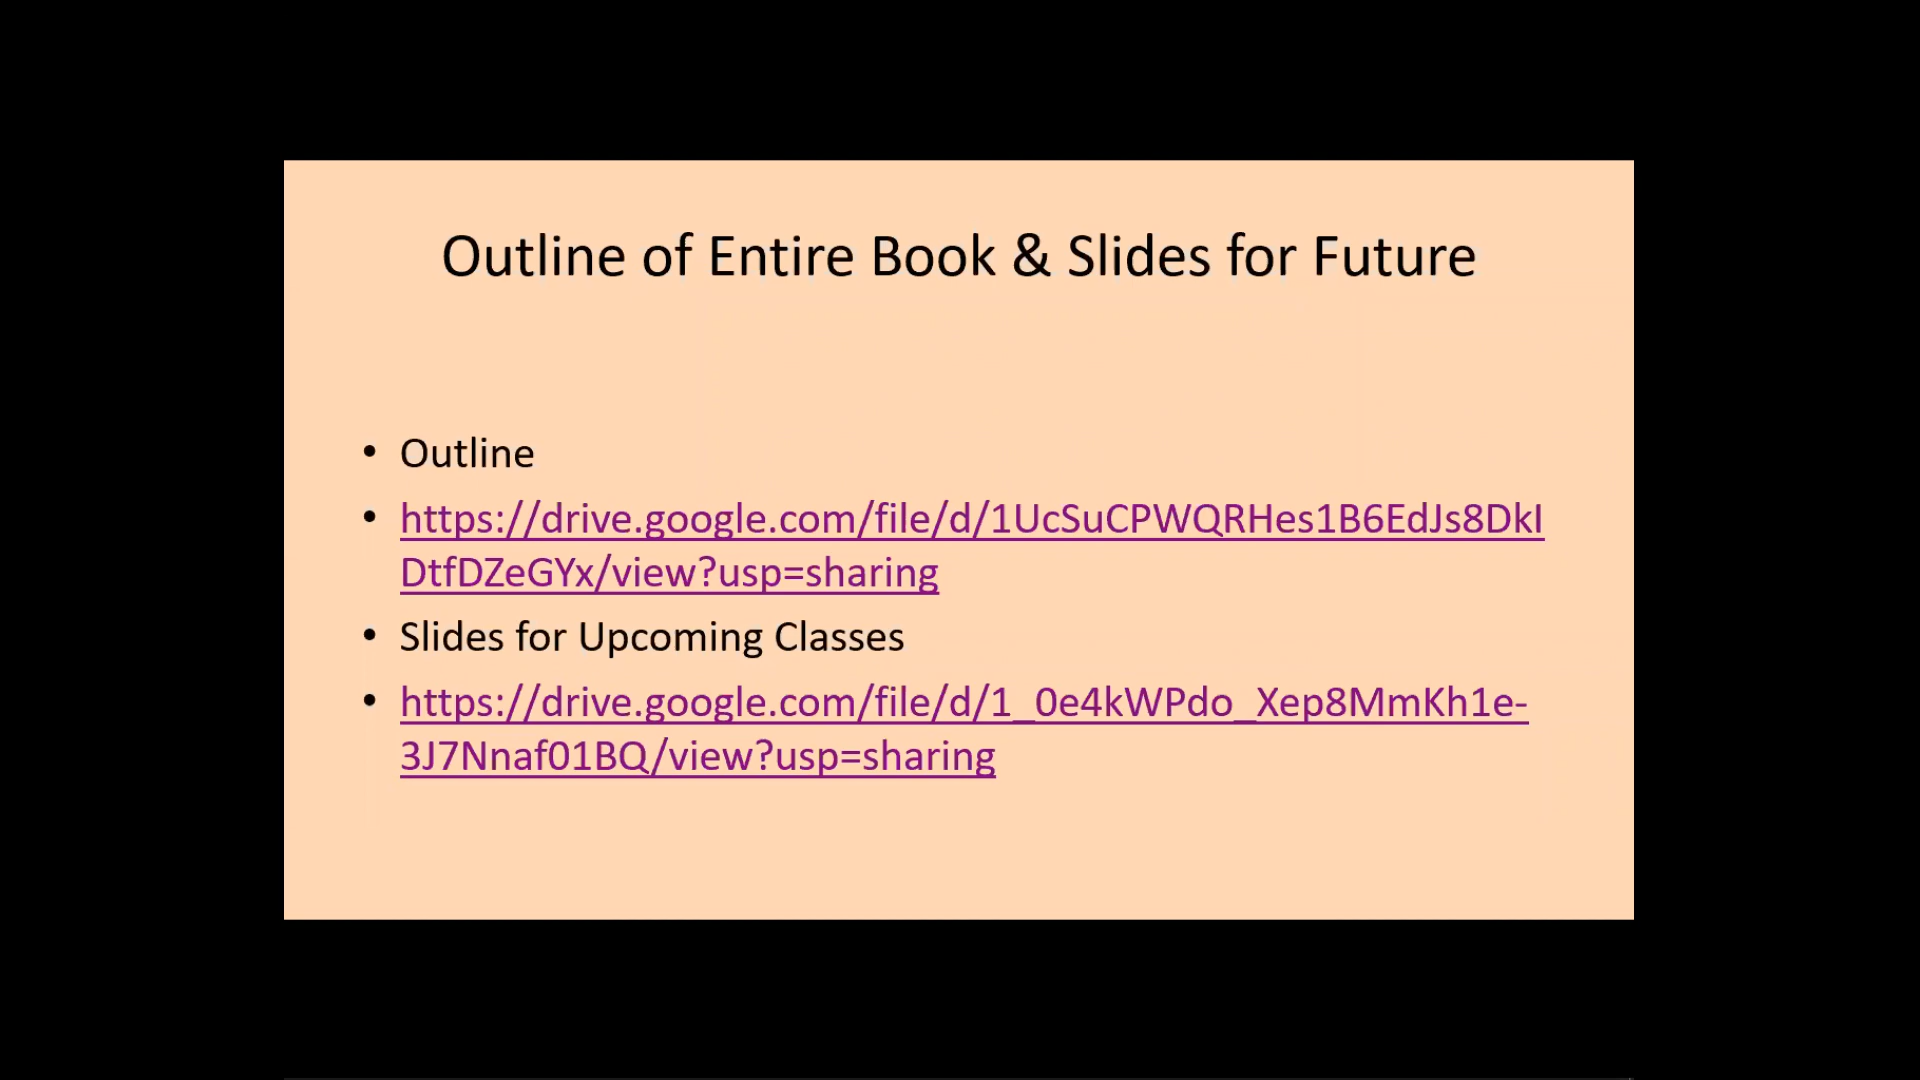 Outline of Entire Book & Slides for Future
• Outline
• https://drive.google.com/file/d/1UcSuCPWQRHes1B6EdJs8DkI
DtfDZeGYx/view?usp=sharing
• Slides for Upcoming Classes
• https://drive.google.com/file/d/1_0e4kWPdo_Xep8MmKh1e-
3J7Nnaf01BQ/view?usp=sharing